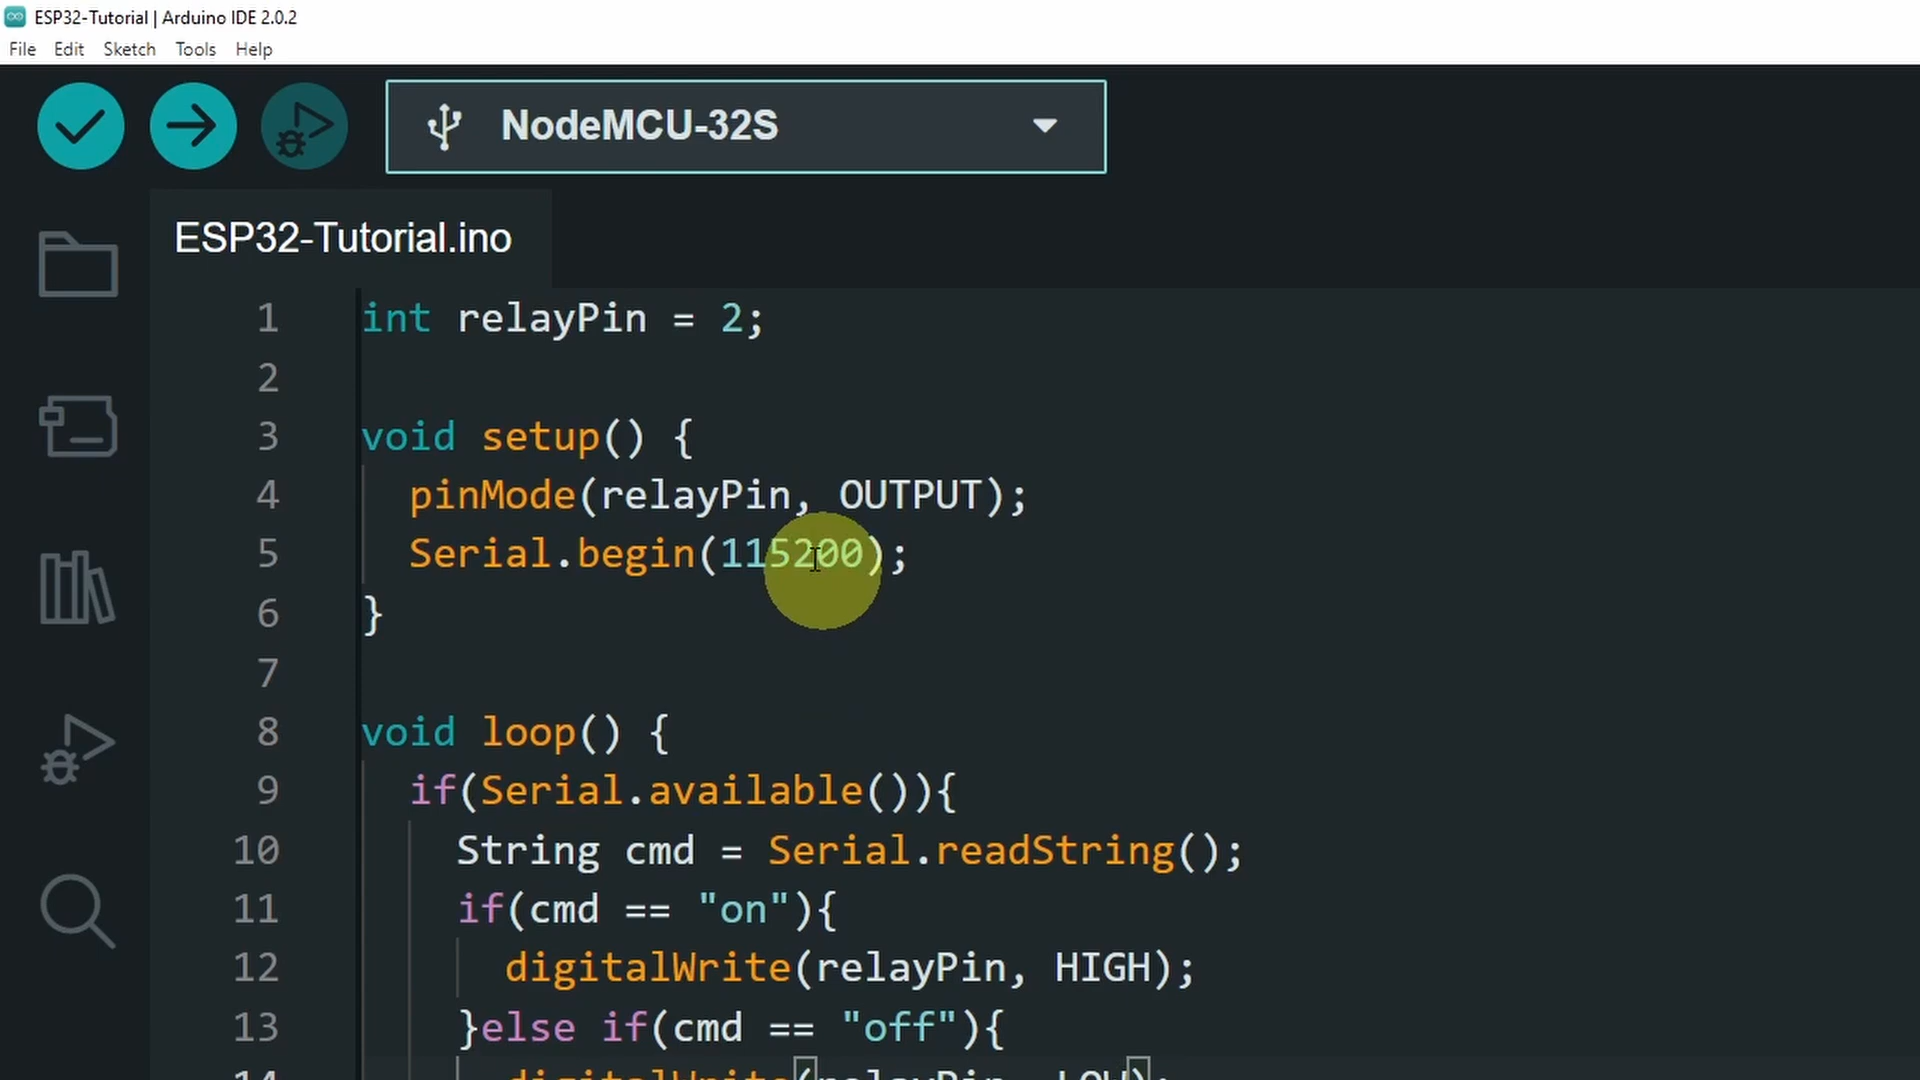 ESP32-Tutorial | Arduino IDE 2.0.2
File Edit Sketch Tools Help
NodeMCU-32S
ESP32-Tutorial.ino
1 int relayPin = 2;
2
3 void setup() {
4 pinMode(relayPin, OUTPUT);
5 Serial.begin(115200);
6 }
7
8 void loop() {
9 if(Serial.available()){
10 String cmd = Serial.readString();
11 if(cmd == "on"){
12 digitalWrite(relayPin, HIGH);
13 }else if(cmd == "off"){
14 digitalWrite(relayPin, LOW);